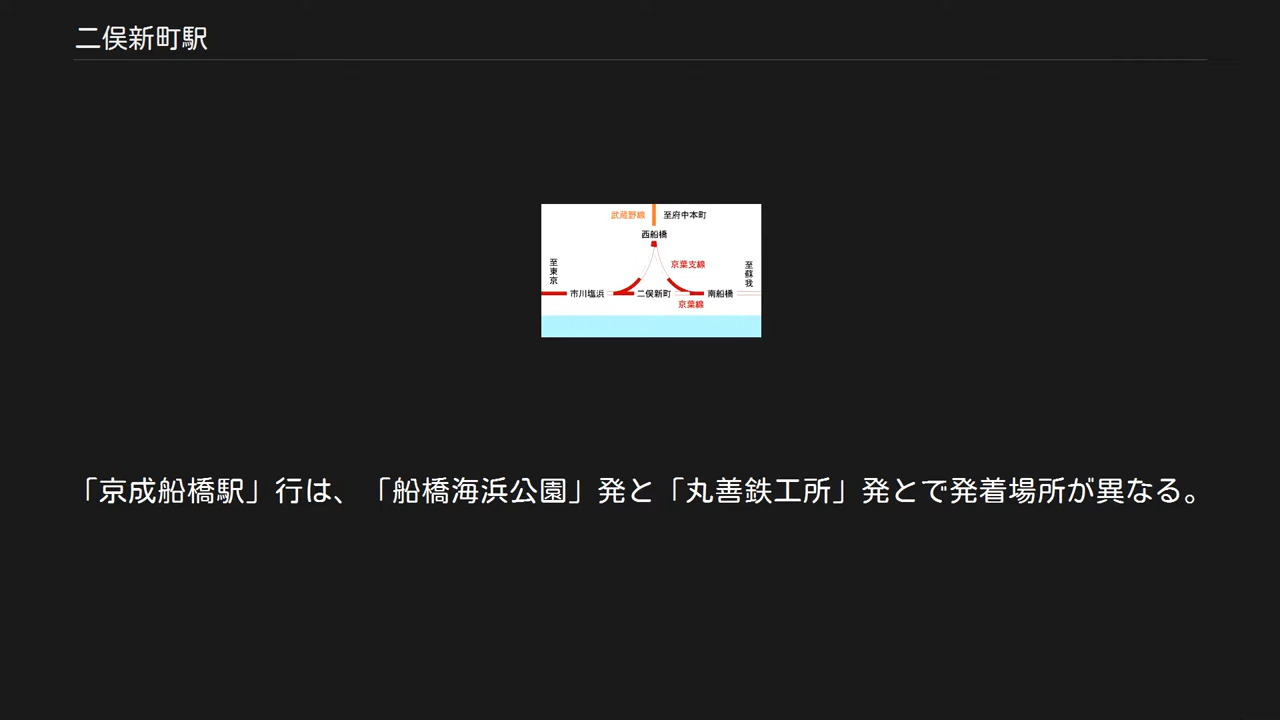 二俣新町駅
武蔵野線 至府中本町
西船橋
至東京
京葉支線
至蘇我
市川塩浜 二俣新町 南船橋
京葉線
「京成船橋駅」行は、「船橋海浜公園」発と「丸善鉄工所」発とで発着場所が異なる。